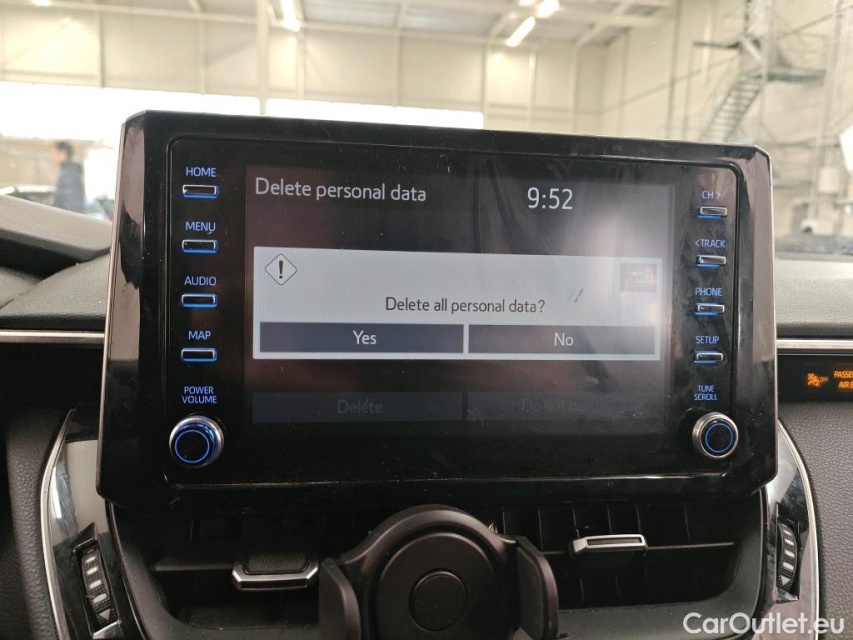 HOME
MENU
AUDIO
MAP
POWER
VOLUME
Delete personal data
9:52
Delete all personal data?
Yes
No
Delete
CH >
< TRACK
PHONE
SETUP
TUNE
SCROLL
AIR
CarOutlet.eu